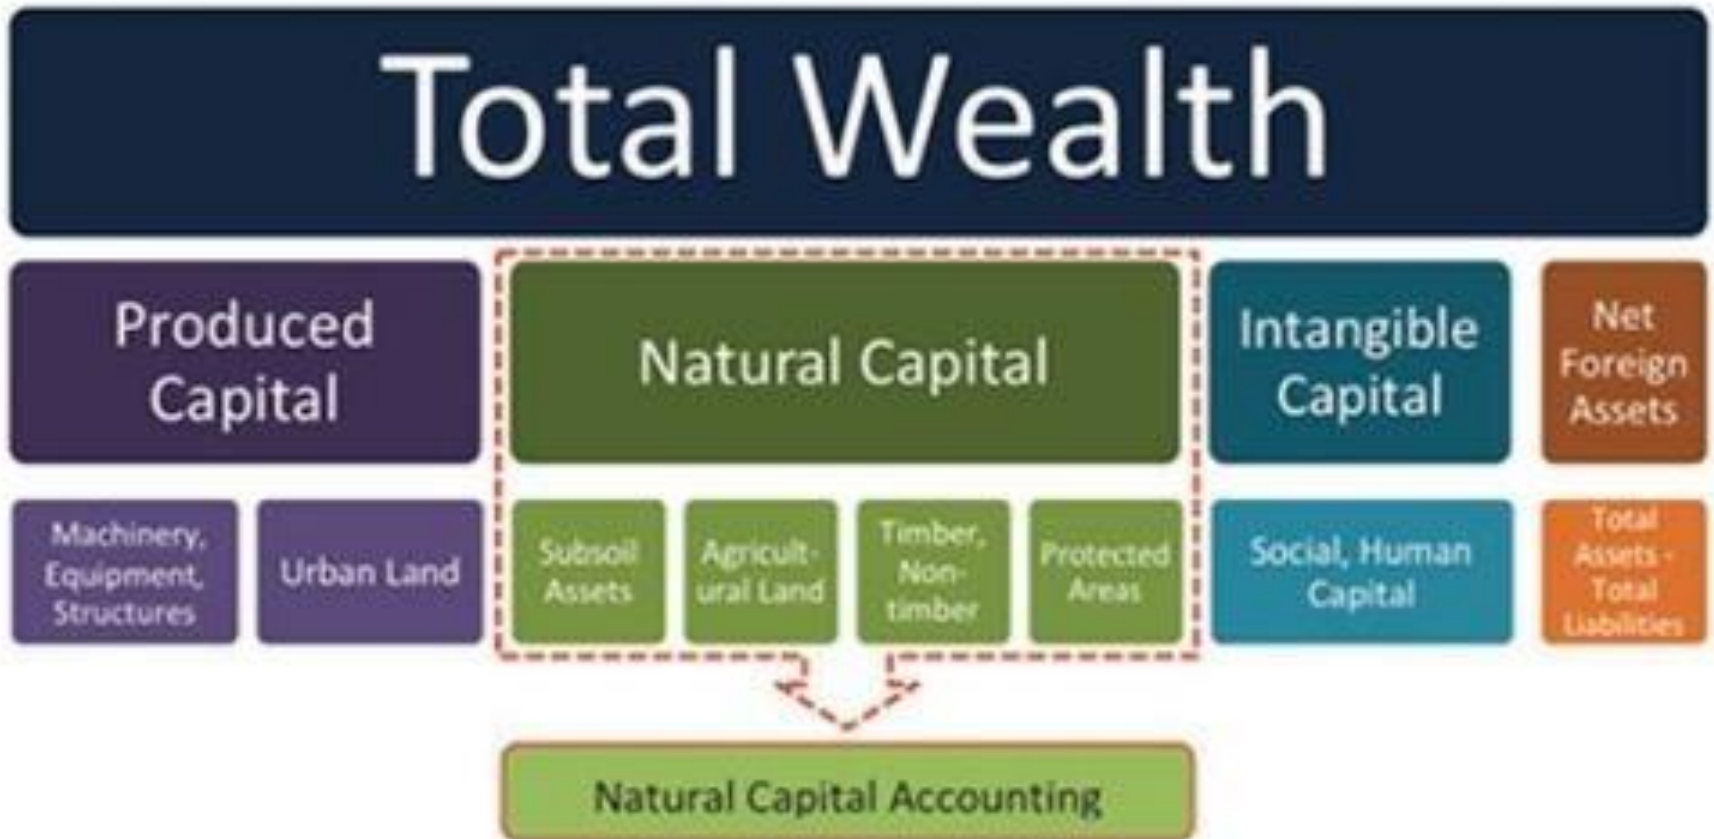 Total Wealth
Produced
Capital
Natural Capital
Intangible
Capital
Net
Foreign
Assets
Machinery,
Equipment,
Structures
Urban Land
Subsoil
Assets
Agricult-
ural Land
Timber,
Non-
timber
Protected
Areas
Social, Human
Capital
Total
Assets -
Total
Liabilities
Natural Capital Accounting